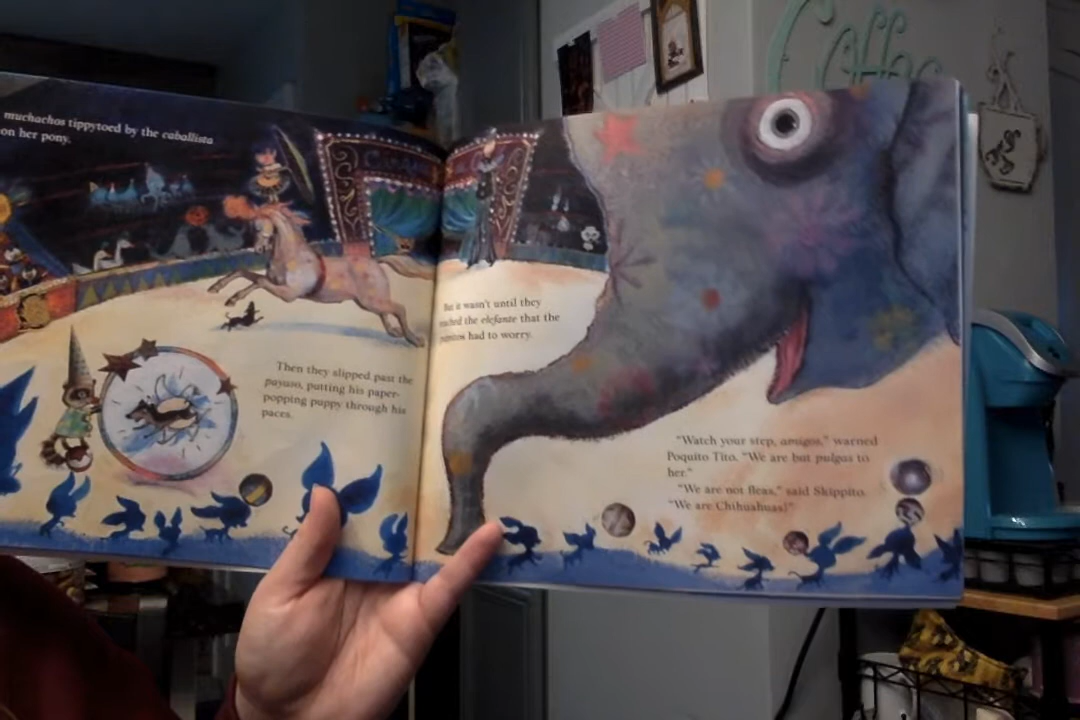 muchachos tippytoed by the caballista
on her pony.
Then they slipped past the
payaso, putting his paper-
popping puppy through his
paces.
But it wasn't until they
reached the elefante that the
had to worry.
"Watch your step, amigos," warned
Poquito Tito. "We are but pulgas to
her."
"We are not fleas," said Skippito.
"We are Chihuahuas!"
Coffee